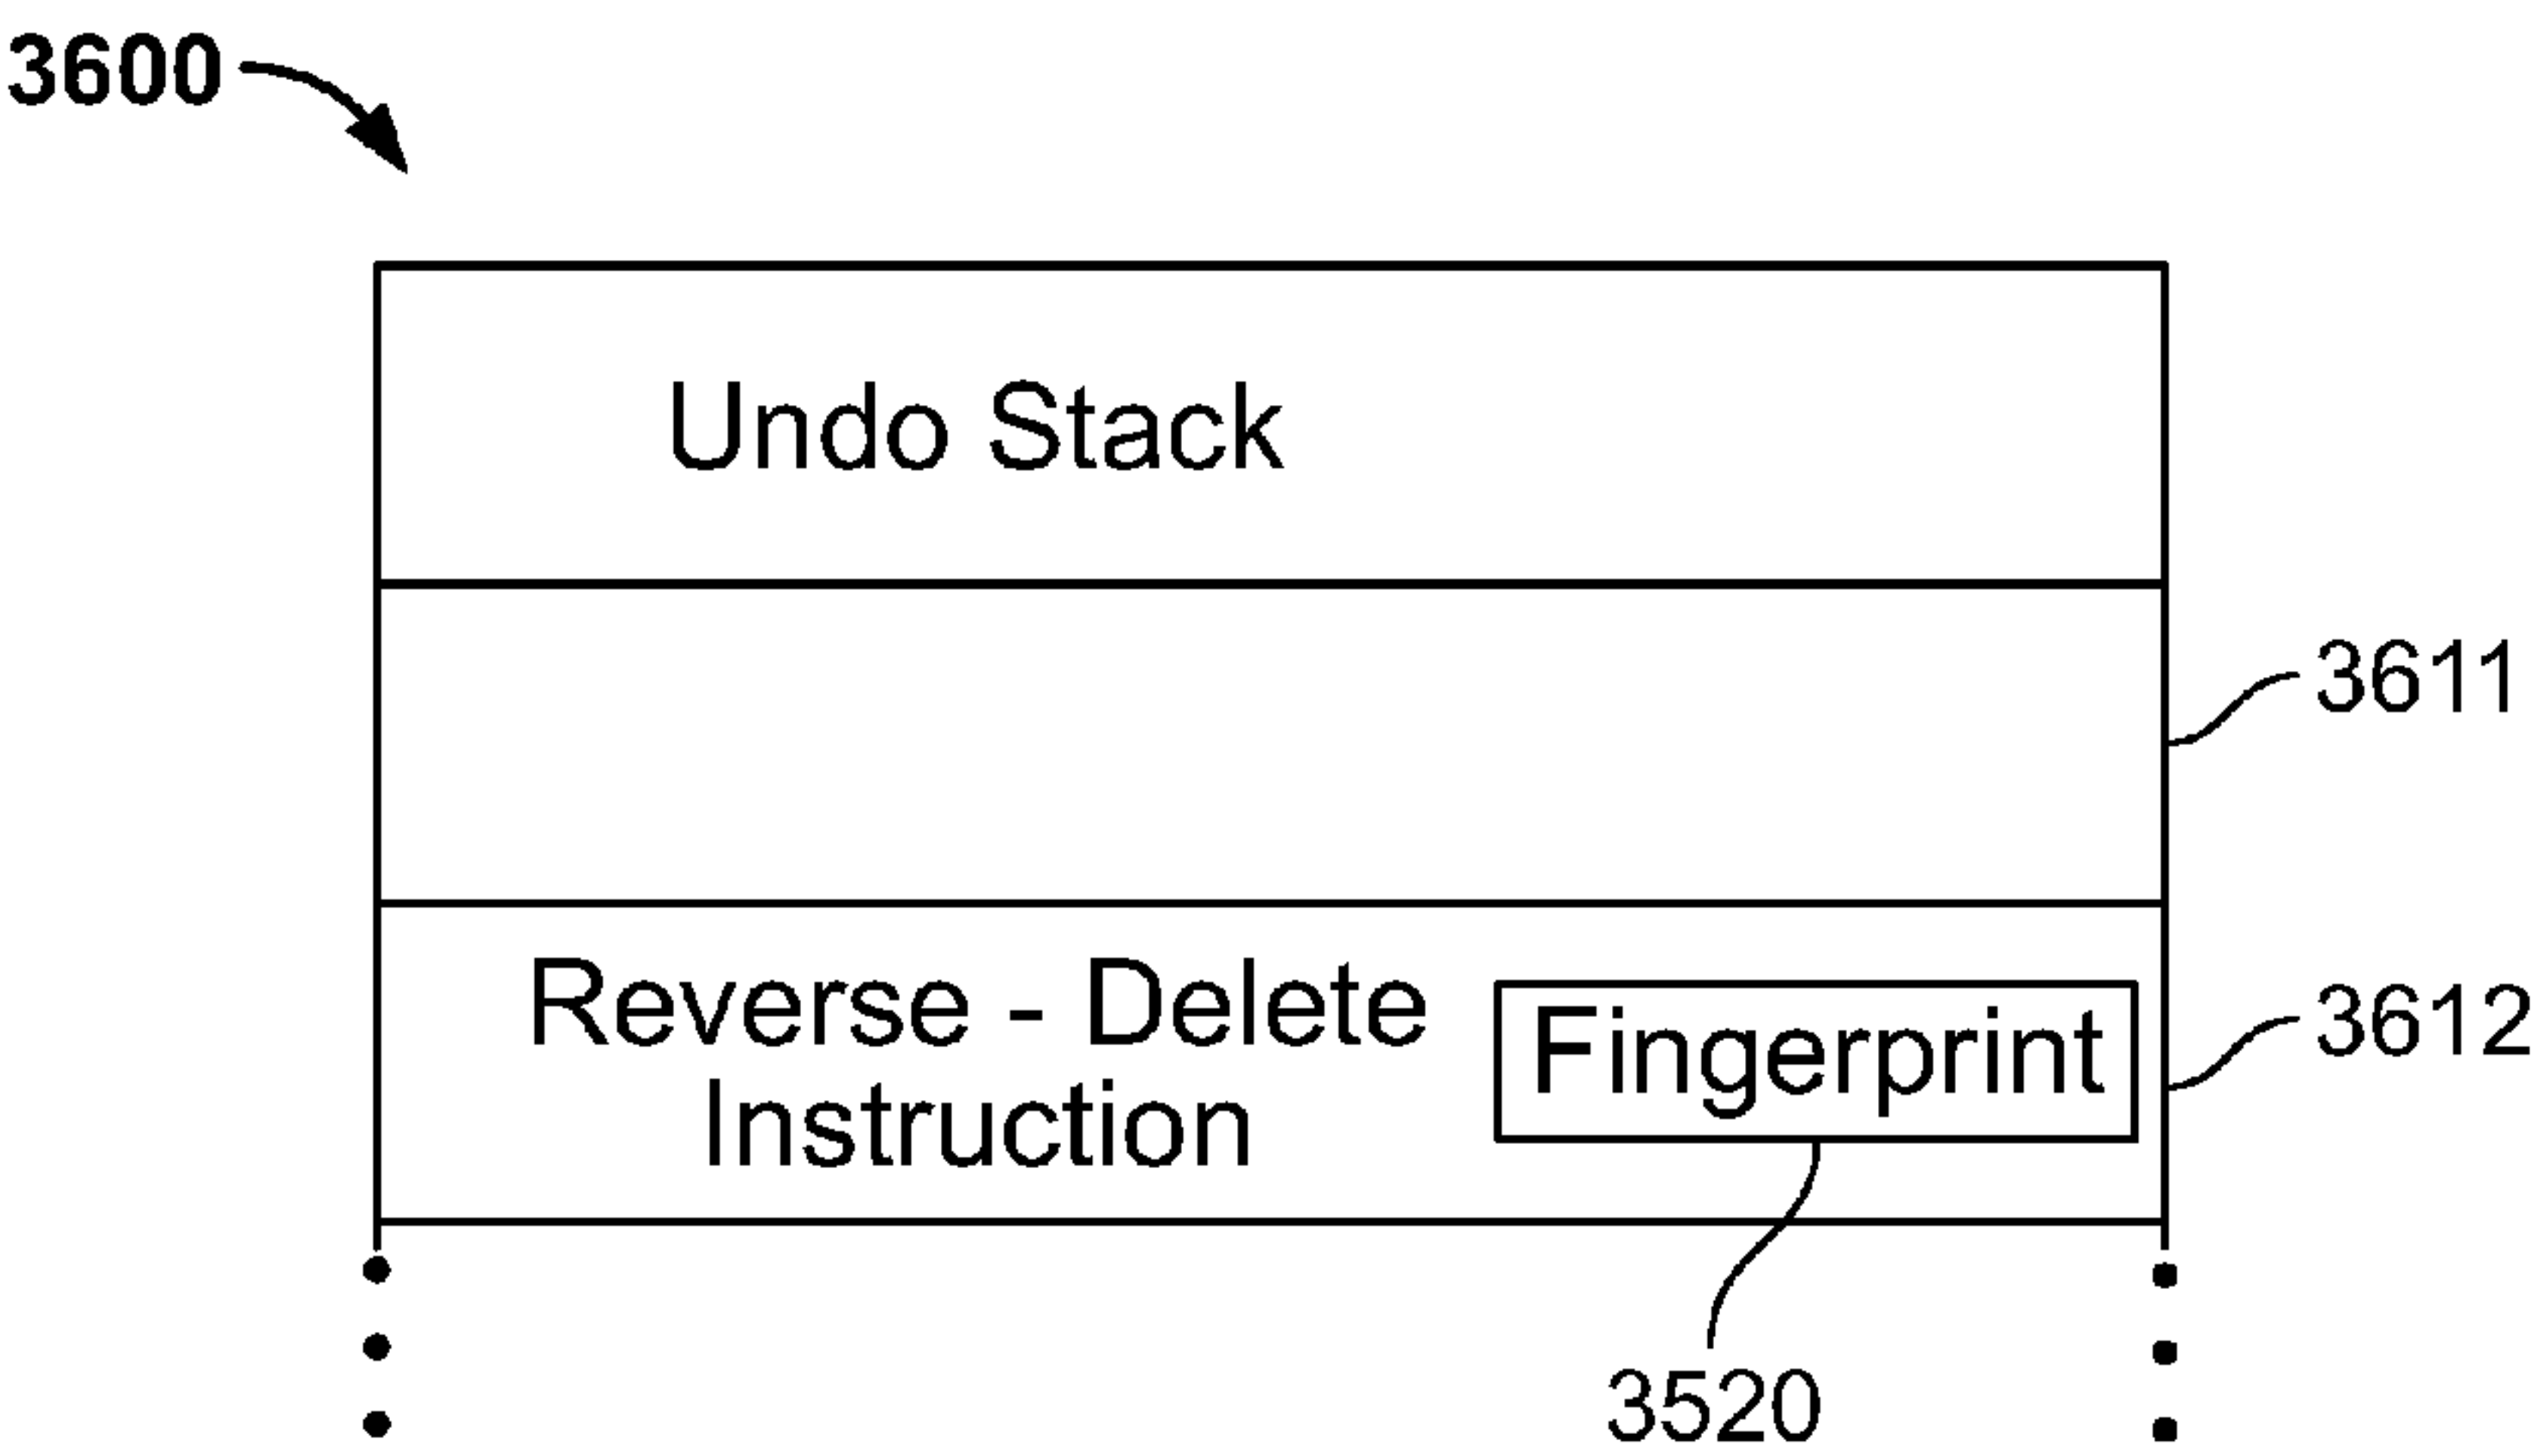 3600
Undo Stack
3611
Reverse - Delete
Instruction
Fingerprint
3612
3520